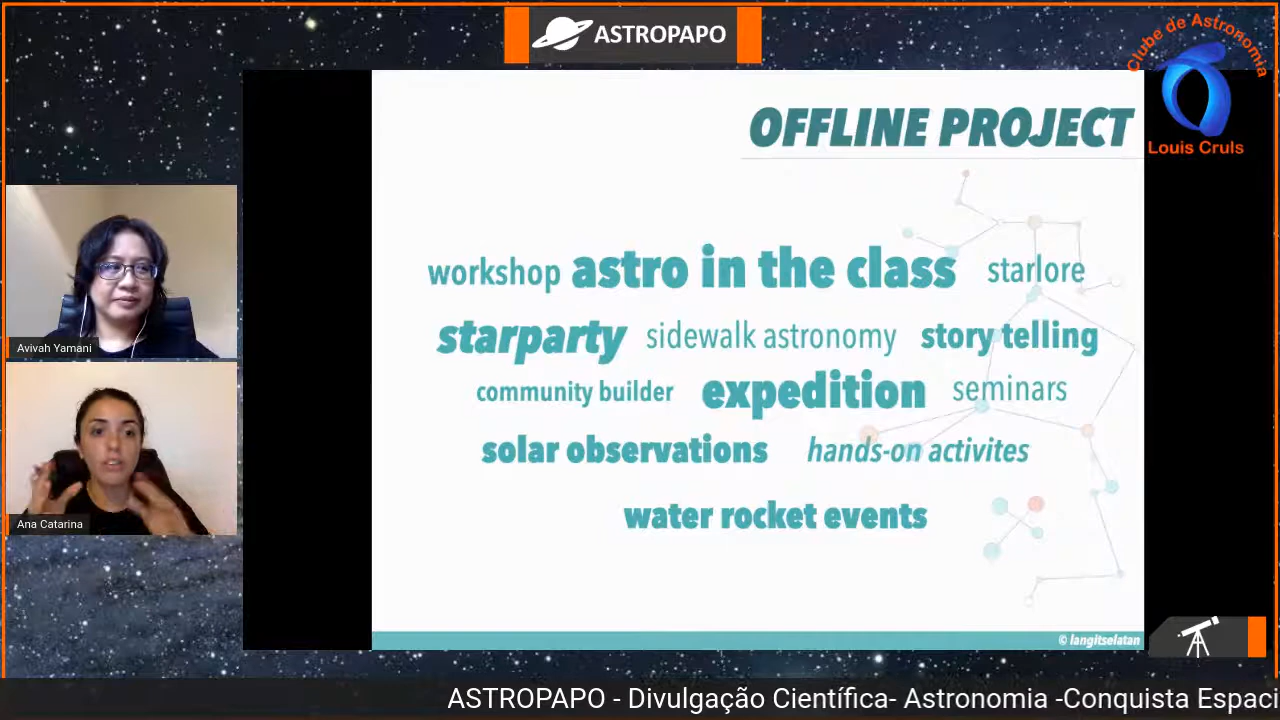 ASTROPAPO
Clube de Astronomia
Louis Cruls
OFFLINE PROJECT
workshop astro in the class starlore
starparty sidewalk astronomy story telling
community builder expedition seminars
solar observations hands-on activites
water rocket events
© langitselatan
Avivah Yamani
Ana Catarina
ASTROPAPO - Divulgação Científica- Astronomia -Conquista Espaci